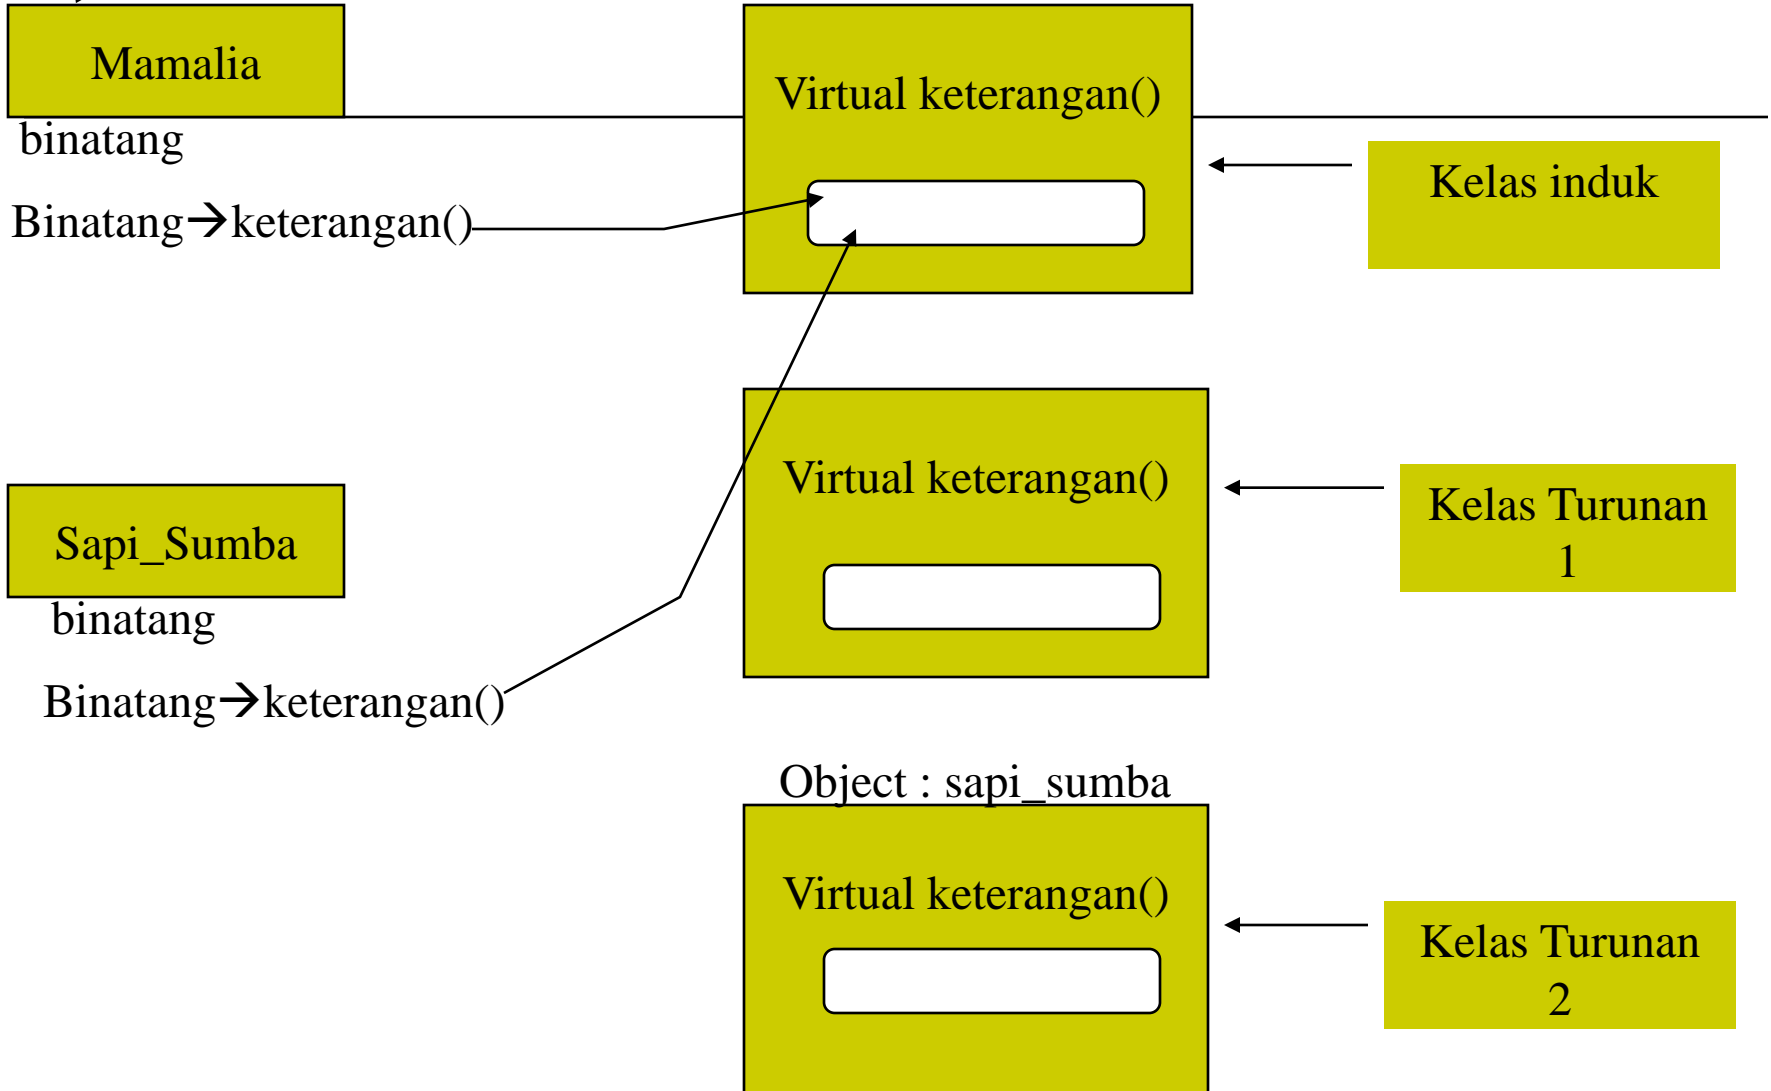 Mamalia
binatang
Binatang→keterangan()
Virtual keterangan()
Kelas induk
Sapi_Sumba
binatang
Binatang→keterangan()
Virtual keterangan()
Kelas Turunan
1
Object : sapi_sumba
Virtual keterangan()
Kelas Turunan
2